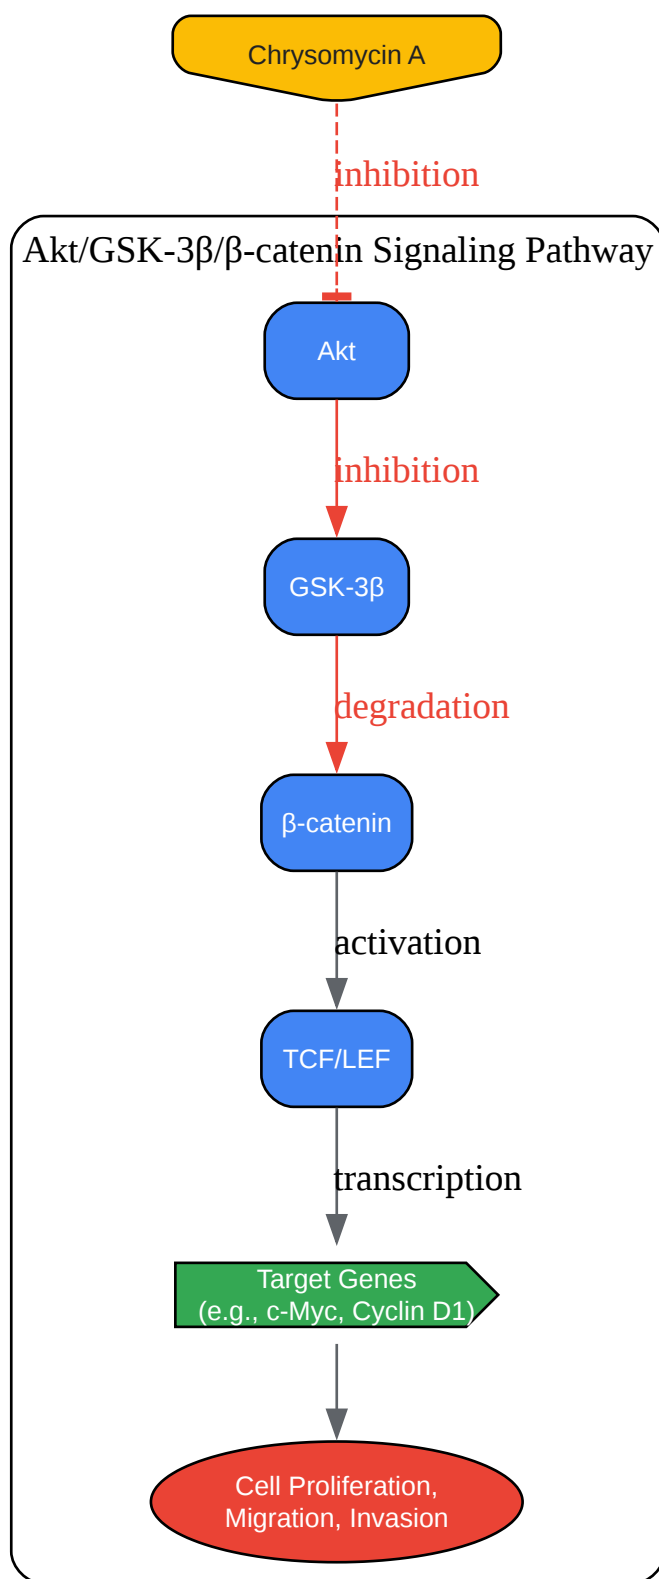 Chrysomycin A
inhibition
Akt/GSK-3β/β-catenin Signaling Pathway
Akt
inhibition
GSK-3β
degradation
β-catenin
activation
TCF/LEF
transcription
Target Genes
(e.g., c-Myc, Cyclin D1)
Cell Proliferation,
Migration, Invasion